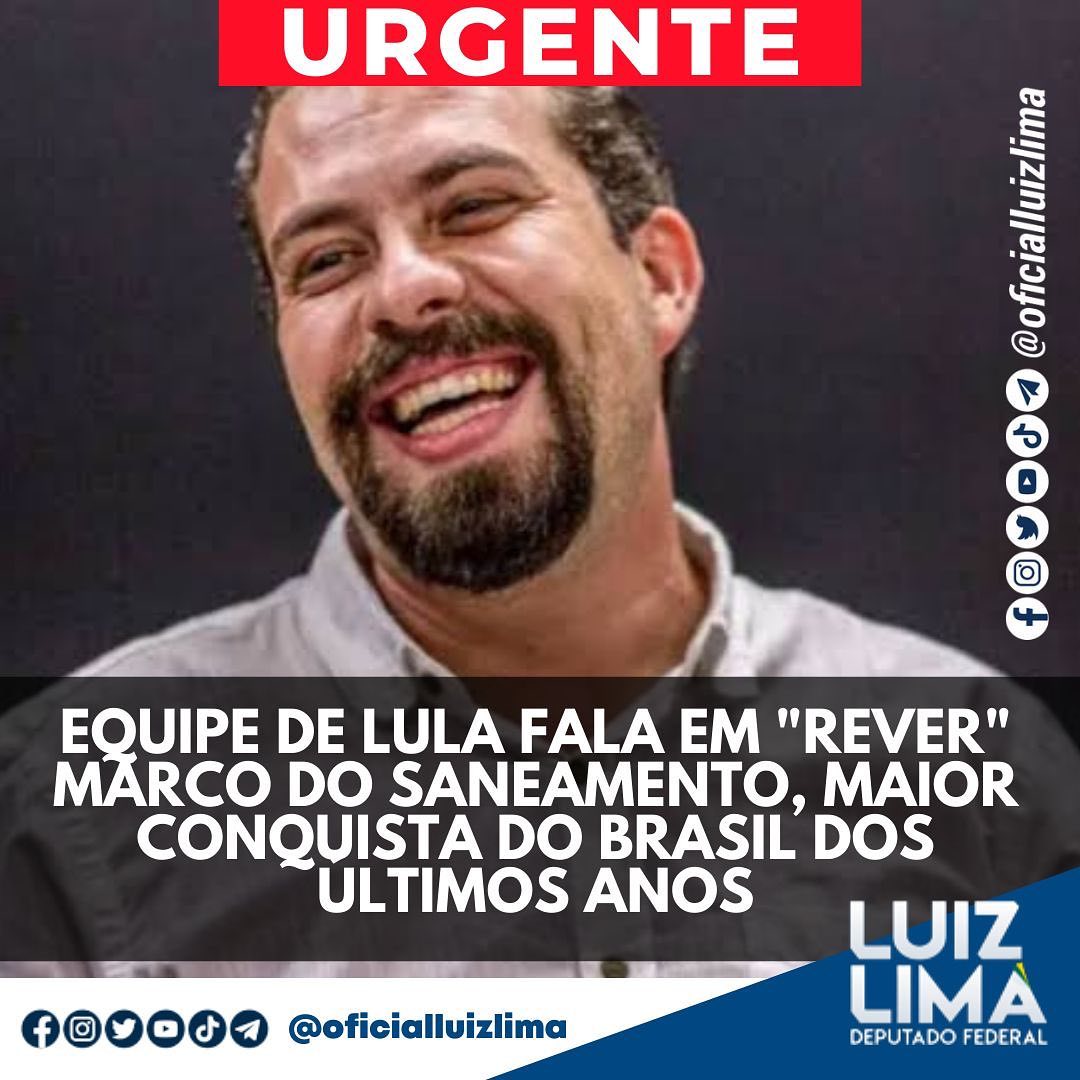 URGENTE
@oficialluizlima
EQUIPE DE LULA FALA EM "REVER"
MARCO DO SANEAMENTO, MAIOR
CONQUISTA DO BRASIL DOS
ÚLTIMOS ANOS
LUIZ
LIMA
DEPUTADO FEDERAL
@oficialluizlima